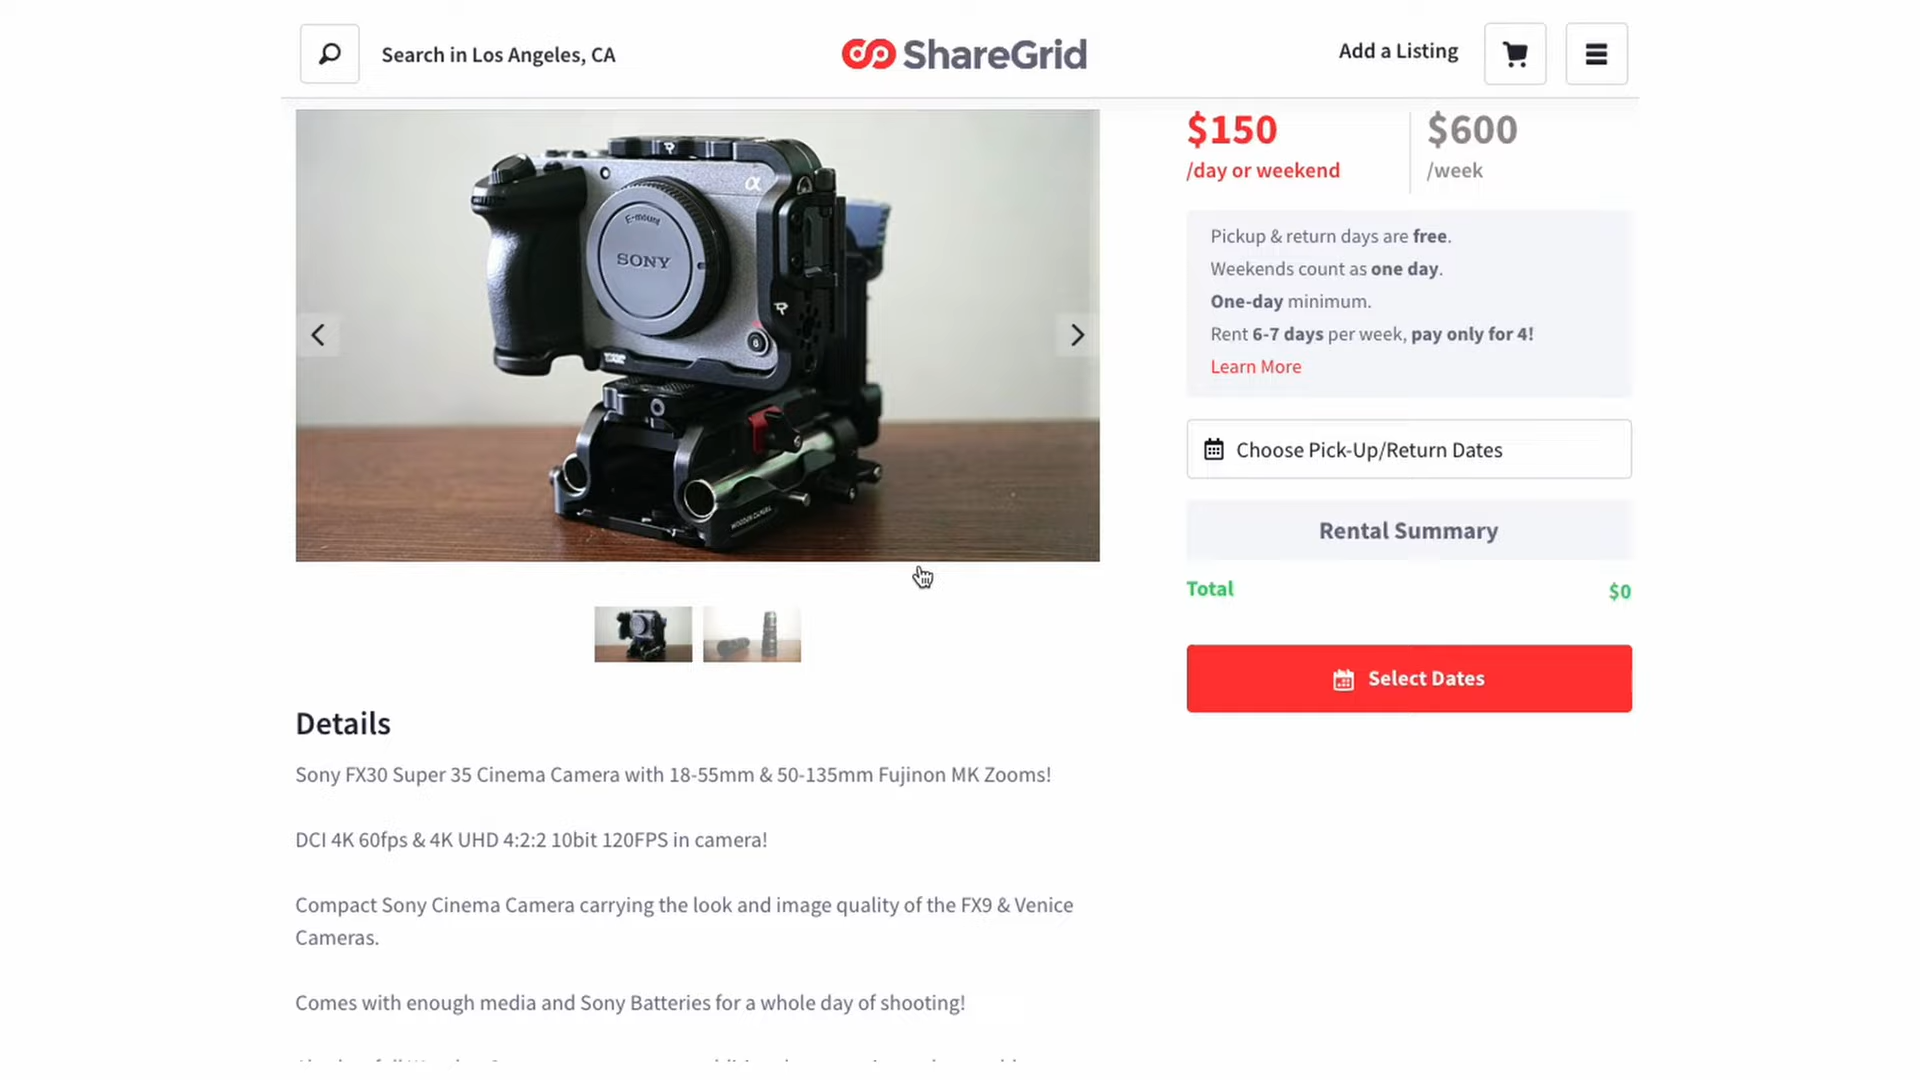 Search in Los Angeles, CA
ShareGrid
Add a Listing
α
E-mount
SONY
WOODEN CAMERA
$150
/day or weekend
$600
/week
Pickup & return days are free.
Weekends count as one day.
One-day minimum.
Rent 6-7 days per week, pay only for 4!
Learn More
Choose Pick-Up/Return Dates
Rental Summary
Total
$0
Select Dates
Details
Sony FX30 Super 35 Cinema Camera with 18-55mm & 50-135mm Fujinon MK Zooms!
DCI 4K 60fps & 4K UHD 4:2:2 10bit 120FPS in camera!
Compact Sony Cinema Camera carrying the look and image quality of the FX9 & Venice
Cameras.
Comes with enough media and Sony Batteries for a whole day of shooting!